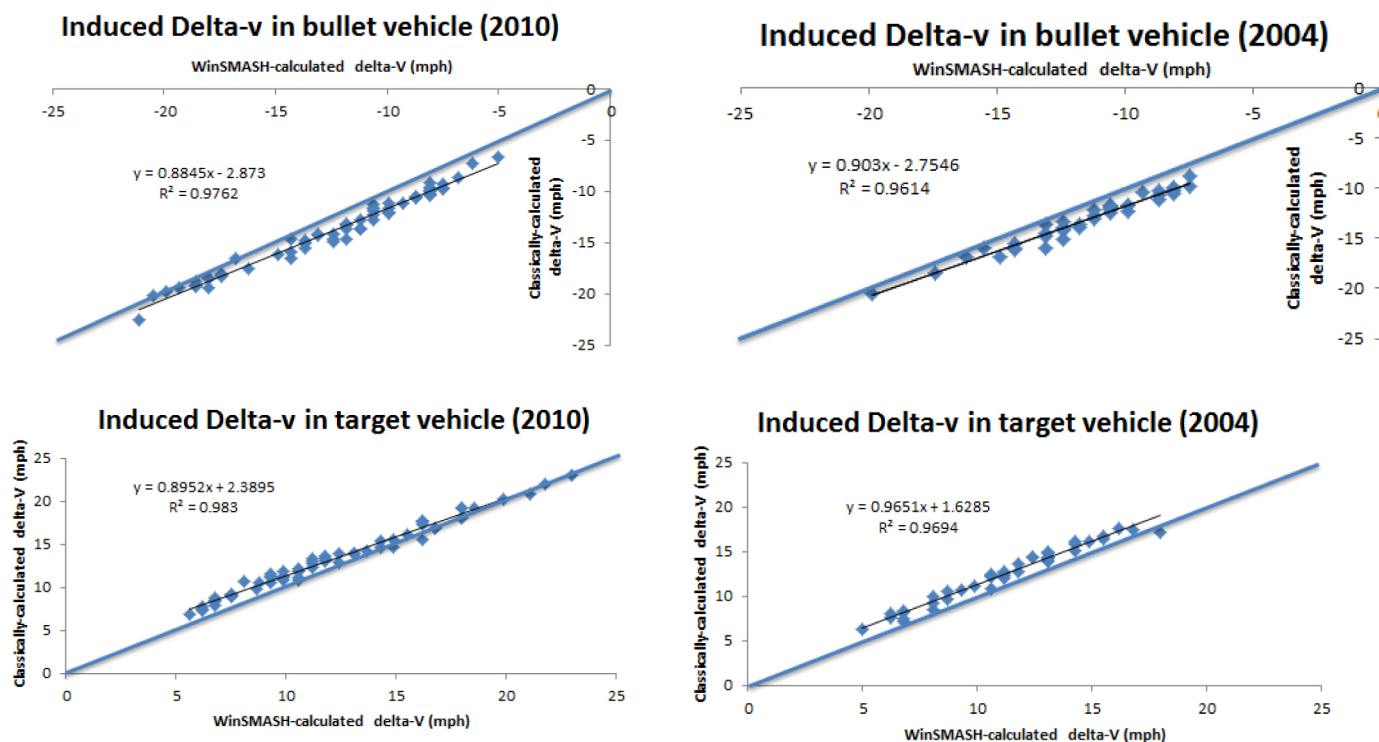 Induced Delta-v in bullet vehicle (2010)
WinSMASH-calculated delta-V (mph)
-25 -20 -15 -10 -5 0
-5
-10
-15
-20
-25
Classically-calculated
delta-V (mph)
y = 0.8845x - 2.873
R² = 0.9762
Induced Delta-v in bullet vehicle (2004)
WinSMASH-calculated delta-V (mph)
-25 -20 -15 -10 -5 0
-5
-10
-15
-20
-25
Classically-calculated
delta-V (mph)
y = 0.903x - 2.7546
R² = 0.9614
Induced Delta-v in target vehicle (2010)
Classically-calculated delta-V (mph)
25
20
15
10
5
0
y = 0.8952x + 2.3895
R² = 0.983
0 5 10 15 20 25
WinSMASH-calculated delta-V (mph)
Induced Delta-v in target vehicle (2004)
Classically-calculated delta-V (mph)
25
20
15
10
5
0
y = 0.9651x + 1.6285
R² = 0.9694
0 5 10 15 20 25
WinSMASH-calculated delta-V (mph)